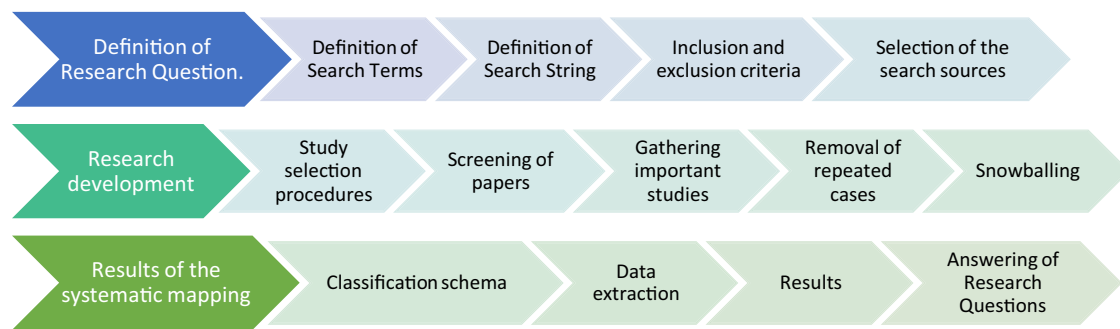 Definition of
Research Question.
Definition of
Search Terms
Definition of
Search String
Inclusion and
exclusion criteria
Selection of the
search sources
Research
development
Study
selection
procedures
Screening of
papers
Gathering
important
studies
Removal of
repeated
cases
Snowballing
Results of the
systematic mapping
Classification schema
Data
extraction
Results
Answering of
Research
Questions